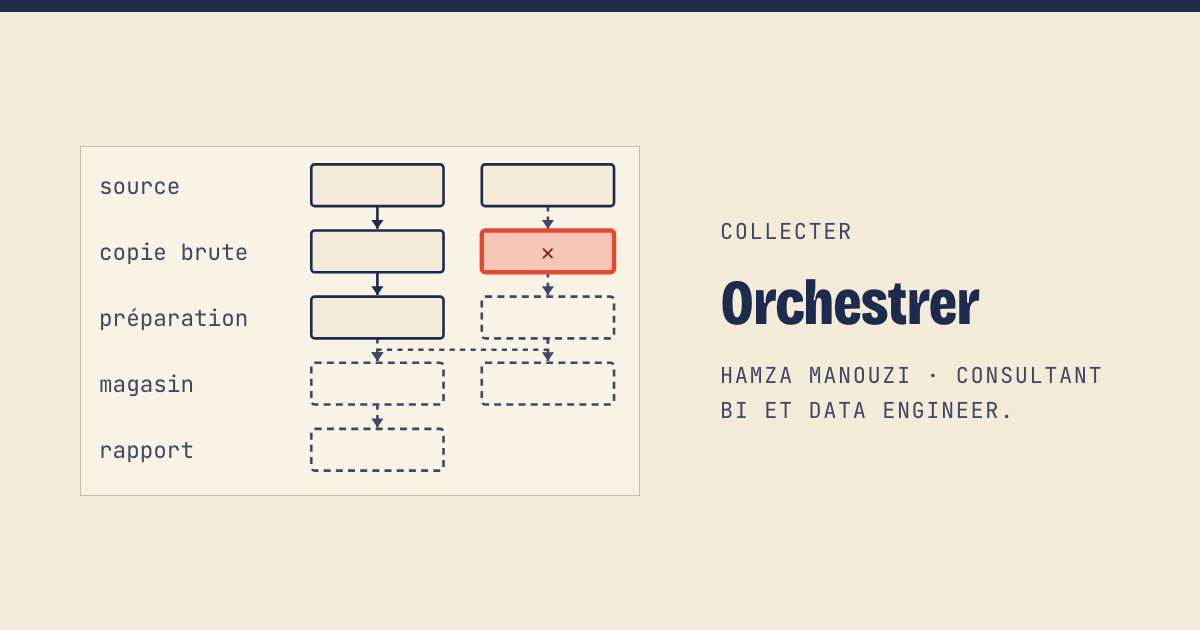 source
copie brute
×
préparation
magasin
rapport
COLLECTER
Orchestrer
HAMZA MANOUZI · CONSULTANT
BI ET DATA ENGINEER.